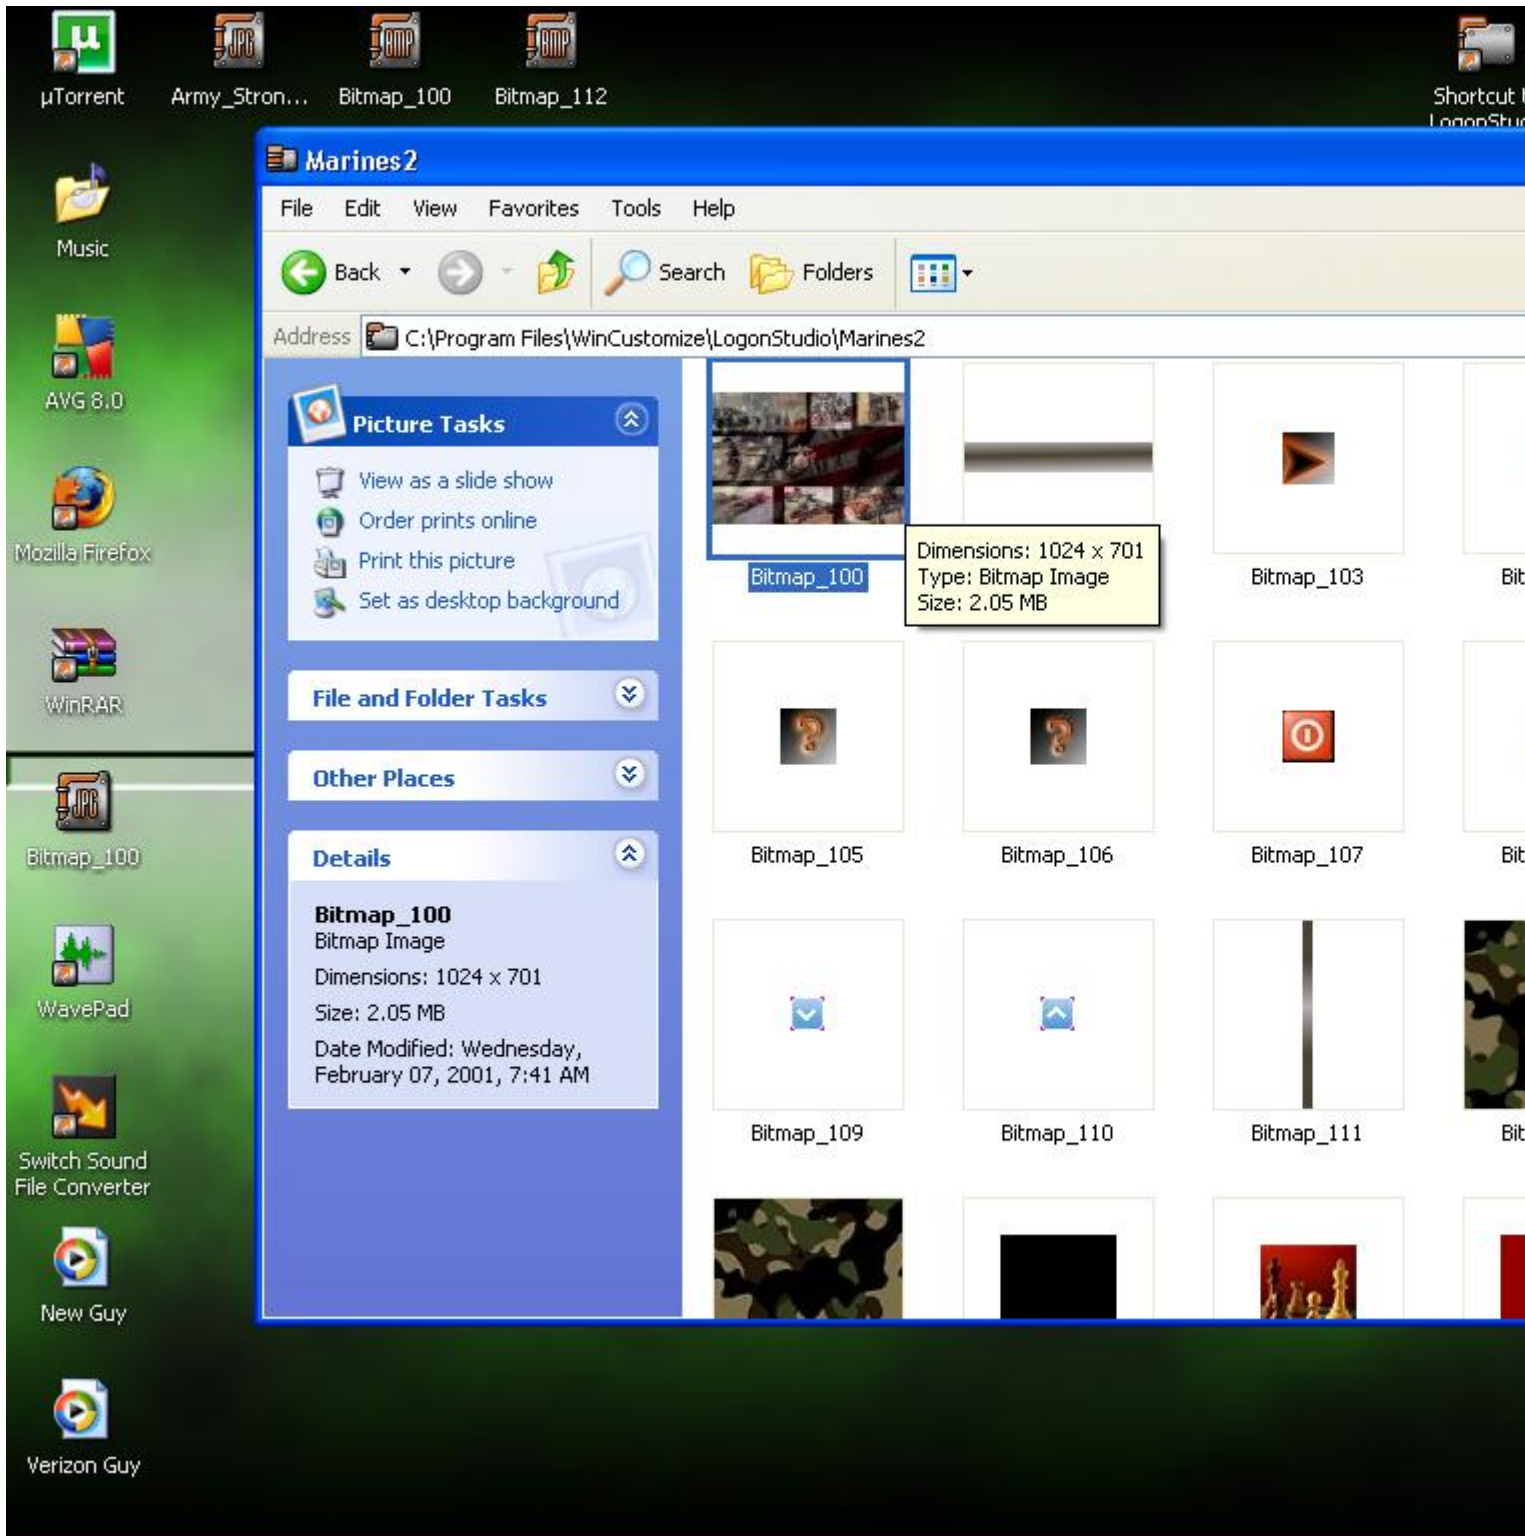 µTorrent
Army_Stron...
Bitmap_100
Bitmap_112
Shortcut
LogonStu
Music
AVG 8.0
Mozilla Firefox
WinRAR
Bitmap_100
WavePad
Switch Sound
File Converter
New Guy
Verizon Guy
JPG
BMP
BMP
JPG
Marines2
File Edit View Favorites Tools Help
Back Search Folders
Address C:\Program Files\WinCustomize\LogonStudio\Marines2
Picture Tasks
View as a slide show
Order prints online
Print this picture
Set as desktop background
File and Folder Tasks
Other Places
Details
Bitmap_100
Bitmap Image
Dimensions: 1024 x 701
Size: 2.05 MB
Date Modified: Wednesday,
February 07, 2001, 7:41 AM
Bitmap_100
Dimensions: 1024 x 701
Type: Bitmap Image
Size: 2.05 MB
Bitmap_103
Bit
Bitmap_105
Bitmap_106
Bitmap_107
Bit
Bitmap_109
Bitmap_110
Bitmap_111
Bit